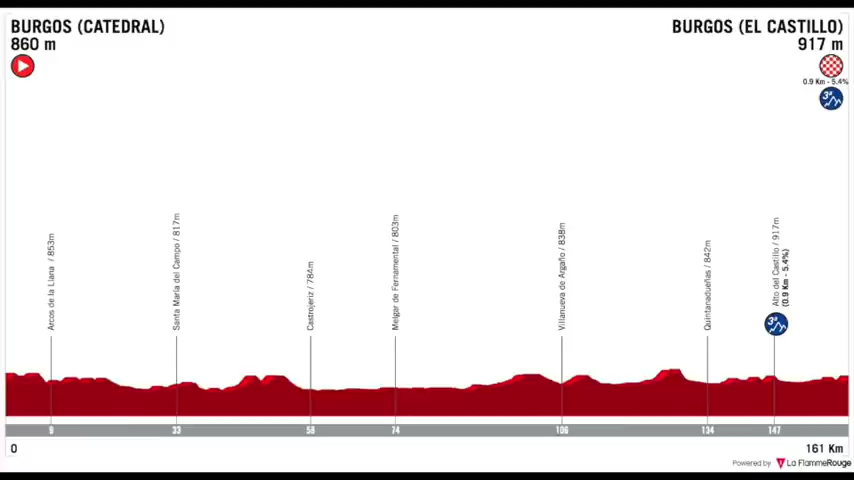 BURGOS (CATEDRAL)
860 m
BURGOS (EL CASTILLO)
917 m
0.9 Km - 5.4%
3ª
Arcos de la Llana / 853m
Santa María del Campo / 817m
Castrojeriz / 784m
Melgar de Fernamental / 803m
Villanueva de Argaño / 838m
Quintanadueñas / 842m
Alto del Castillo / 917m
(0.9 Km - 5.4%)
3ª
9
33
58
74
106
134
147
0
161 Km
Powered by La FlammeRouge